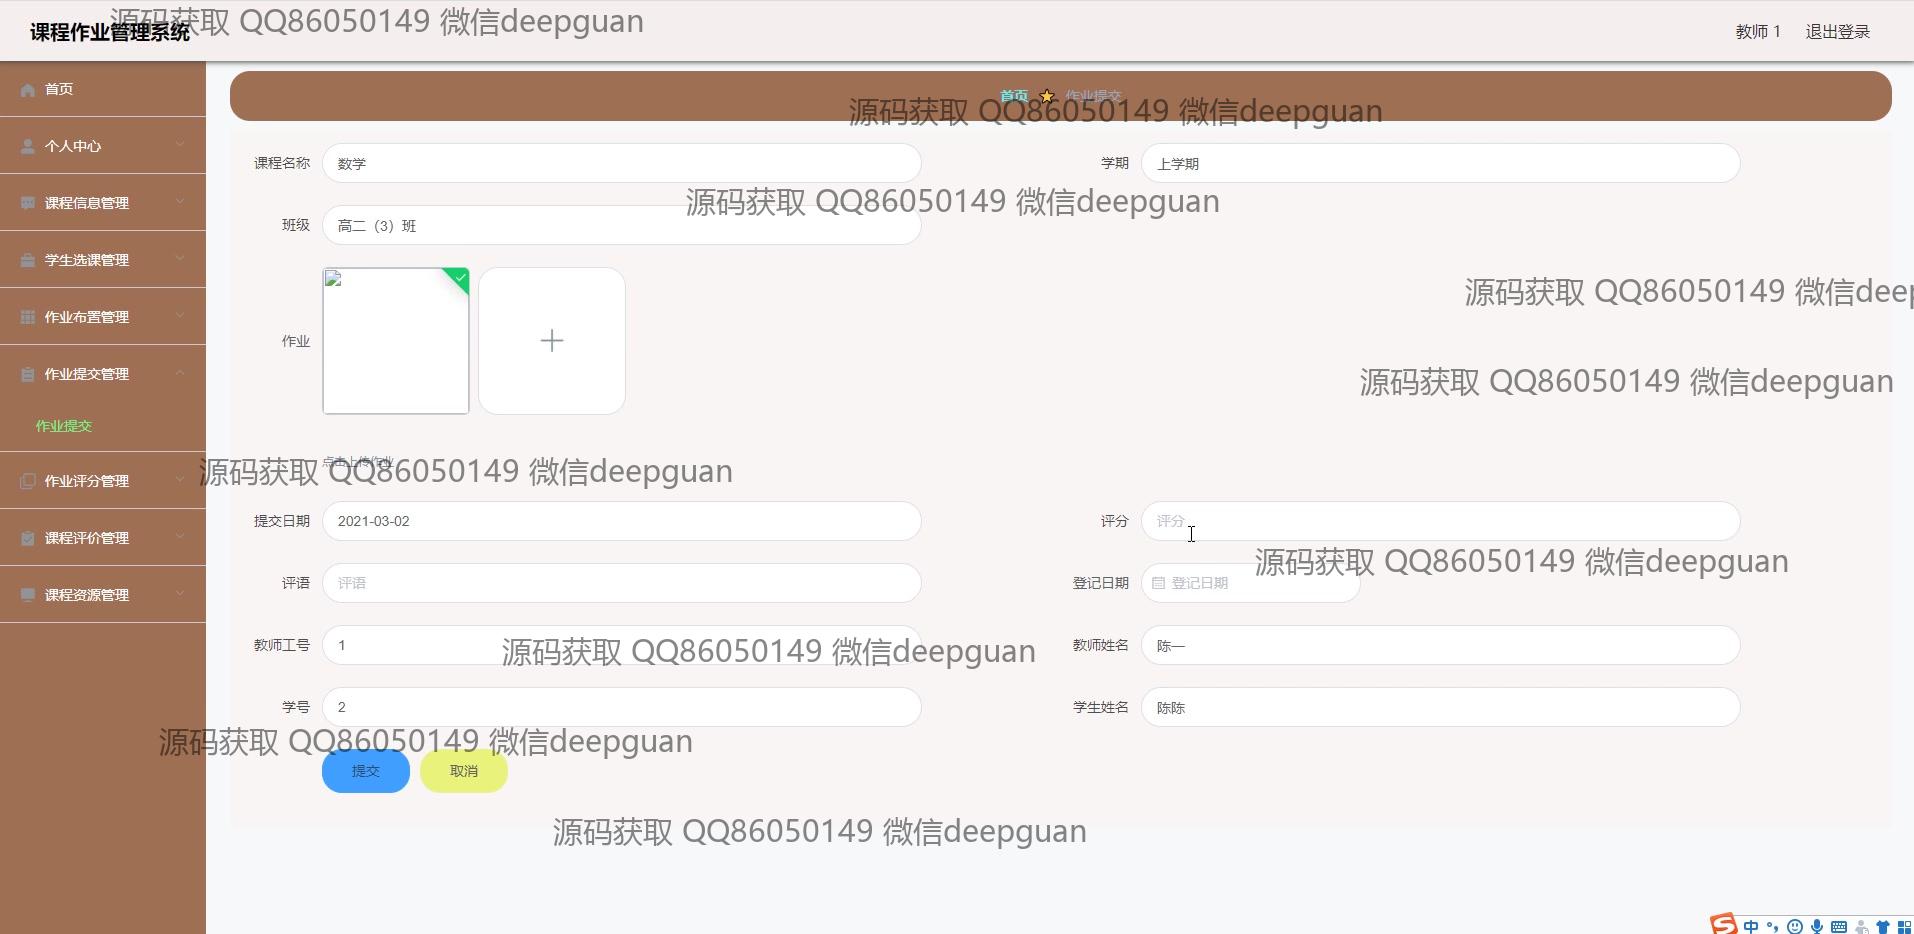 课程作业管理系统
源码获取 QQ86050149 微信deepguan
教师 1 退出登录
首页
个人中心
课程信息管理
学生选课管理
作业布置管理
作业提交管理
作业提交
作业评分管理
课程评价管理
课程资源管理
首页 作业提交
源码获取 QQ86050149 微信deepguan
课程名称 数学 学期 上学期
源码获取 QQ86050149 微信deepguan
班级 高二（3）班
源码获取 QQ86050149 微信deep
作业
源码获取 QQ86050149 微信deepguan
点击上传作业
源码获取 QQ86050149 微信deepguan
提交日期 2021-03-02 评分 评分
源码获取 QQ86050149 微信deepguan
评语 评语 登记日期 登记日期
教师工号 1 教师姓名 陈一
源码获取 QQ86050149 微信deepguan
学号 2 学生姓名 陈陈
源码获取 QQ86050149 微信deepguan
提交 取消
源码获取 QQ86050149 微信deepguan
中